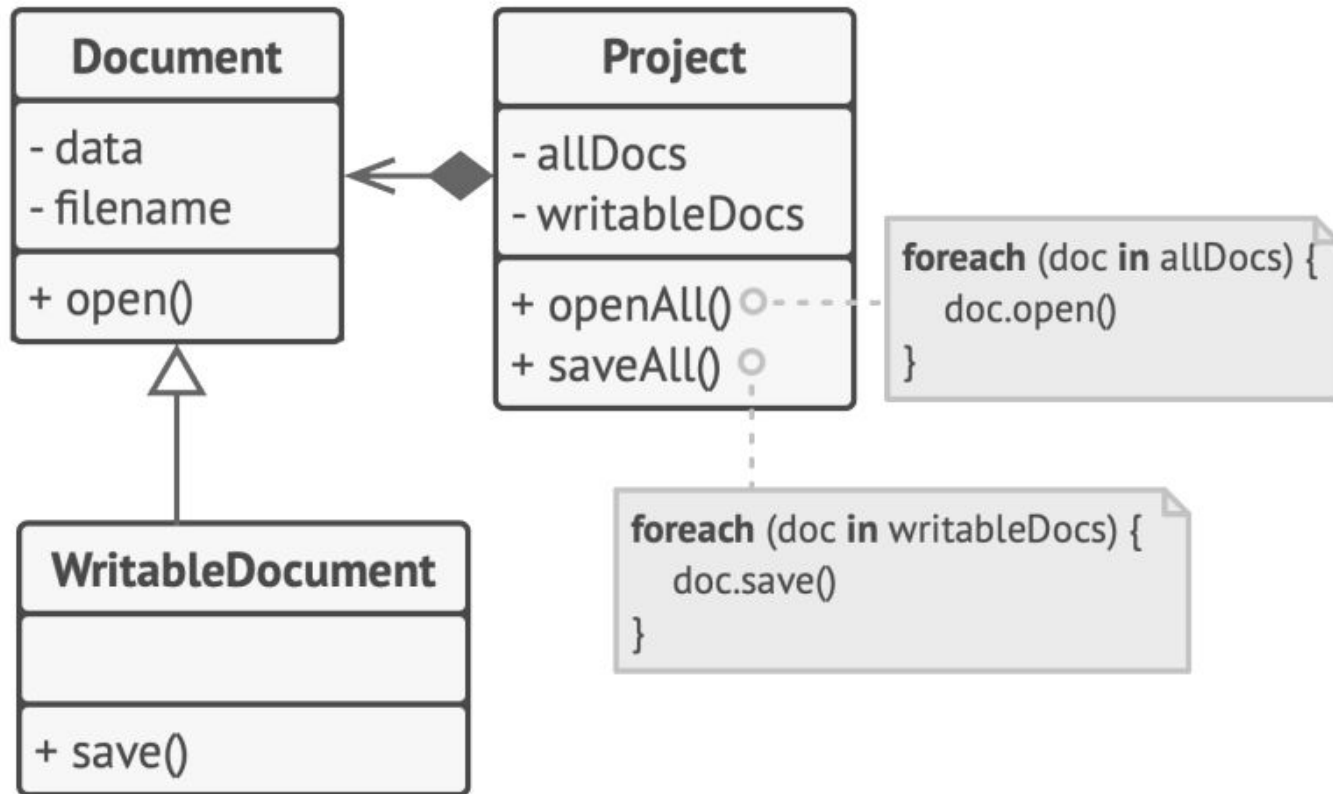 Document
- data
- filename
+ open()
Project
- allDocs
- writableDocs
+ openAll()
+ saveAll()
foreach (doc in allDocs) {
doc.open()
}
foreach (doc in writableDocs) {
doc.save()
}
WritableDocument
+ save()